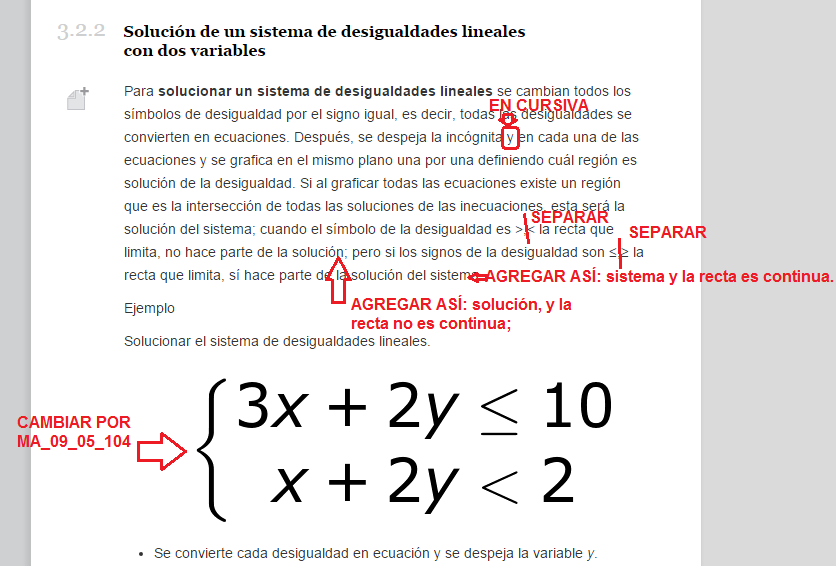 3.2.2 Solución de un sistema de desigualdades lineales
con dos variables
Para solucionar un sistema de desigualdades lineales se cambian todos los
EN CURSIVA
símbolos de desigualdad por el signo igual, es decir, todas las desigualdades se
convierten en ecuaciones. Después, se despeja la incógnita y en cada una de las
ecuaciones y se grafica en el mismo plano una por una definiendo cuál región es
solución de la desigualdad. Si al graficar todas las ecuaciones existe un región
que es la intersección de todas las soluciones de las inecuaciones, esta será la
SEPARAR
solución del sistema; cuando el símbolo de la desigualdad es >,< la recta que
SEPARAR
limita, no hace parte de la solución; pero si los signos de la desigualdad son ≤,≥ la
recta que limita, sí hace parte de la solución del sistema. AGREGAR ASÍ: sistema y la recta es continua.
Ejemplo
AGREGAR ASÍ: solución, y la
recta no es continua;
Solucionar el sistema de desigualdades lineales.
3x + 2y ≤ 10
CAMBIAR POR
MA_09_05_104
x + 2y < 2
• Se convierte cada desigualdad en ecuación y se despeja la variable y.